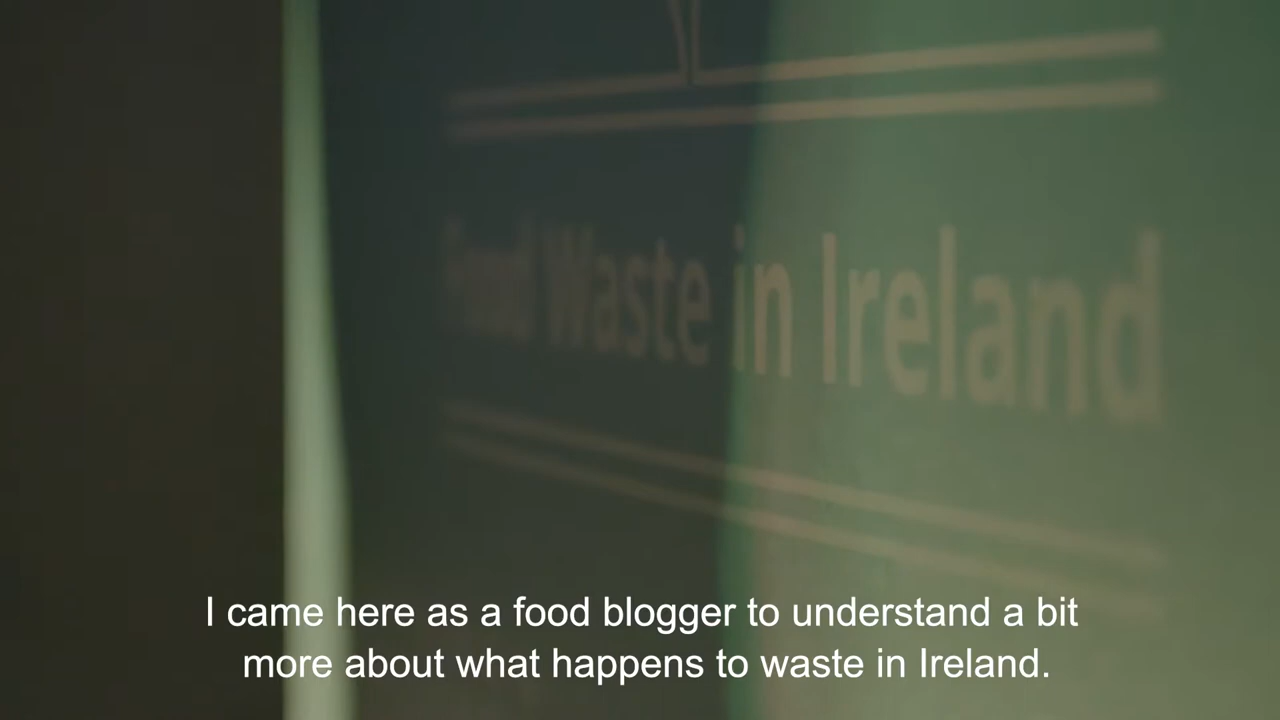 Food Waste in Ireland
I came here as a food blogger to understand a bit
more about what happens to waste in Ireland.